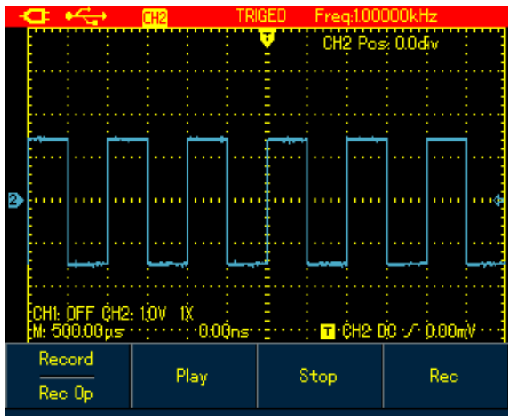 CH2 TRIGED Freq:1.00000kHz
T
CH2 Pos: 0.0div
2
CH1: OFF CH2: 1.0V 1X
M: 500.00μs 0.00ns T CH2 DC 0.00mV
Record Play Stop Rec
Rec Op